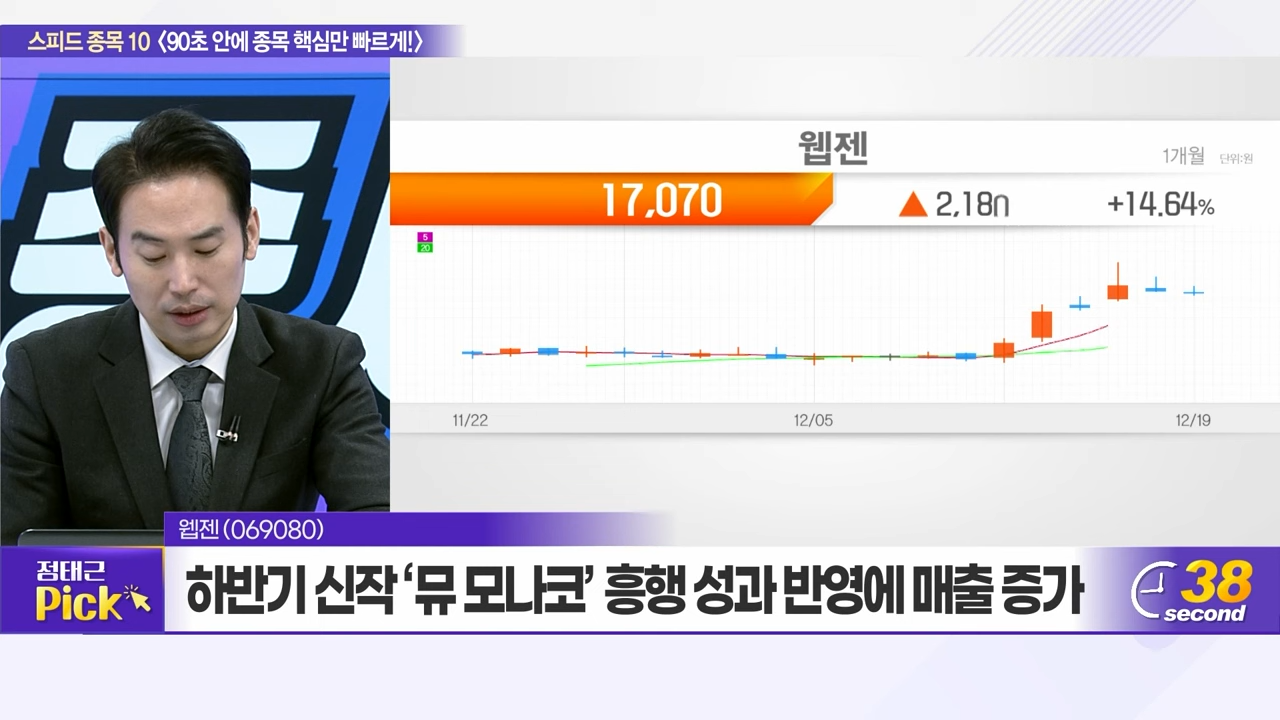 스피드 종목 10 〈90초 안에 종목 핵심만 빠르게!〉
웹젠
1개월 단위:원
17,070 ▲ +14.64%
5
20
11/22 12/05 12/19
웹젠 (069080)
정태근
Pick
하반기 신작 ‘뮤 모나코’ 흥행 성과 반영에 매출 증가
38
second